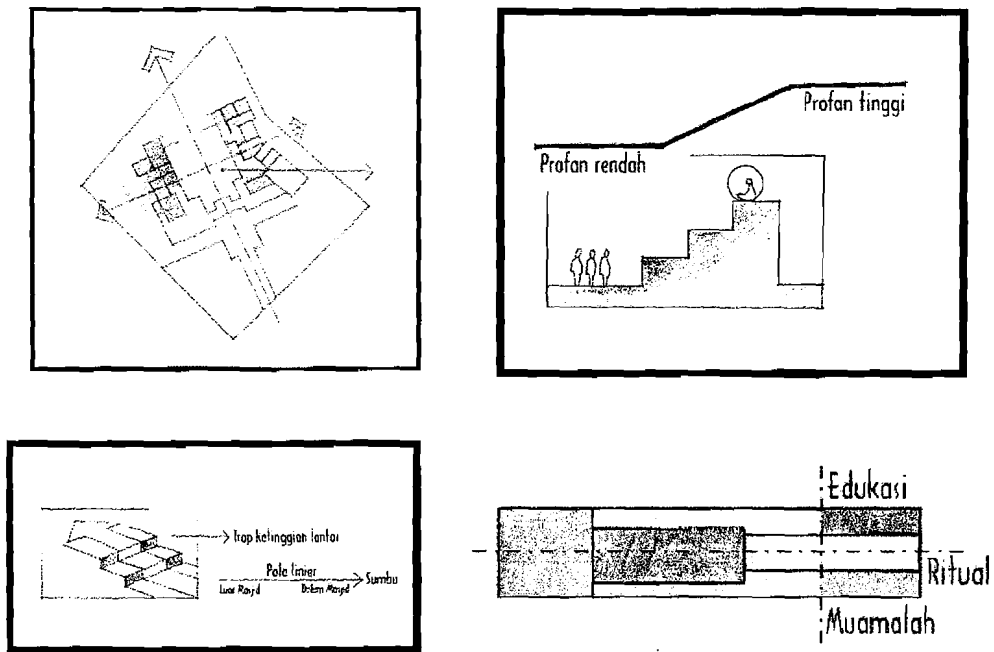 Profan tinggi
Profan rendah
Trap ketinggian lantai
Pola linier
Luar Masjid
Dalam Masjid
Sumbu
Edukasi
Ritual
Muamalah